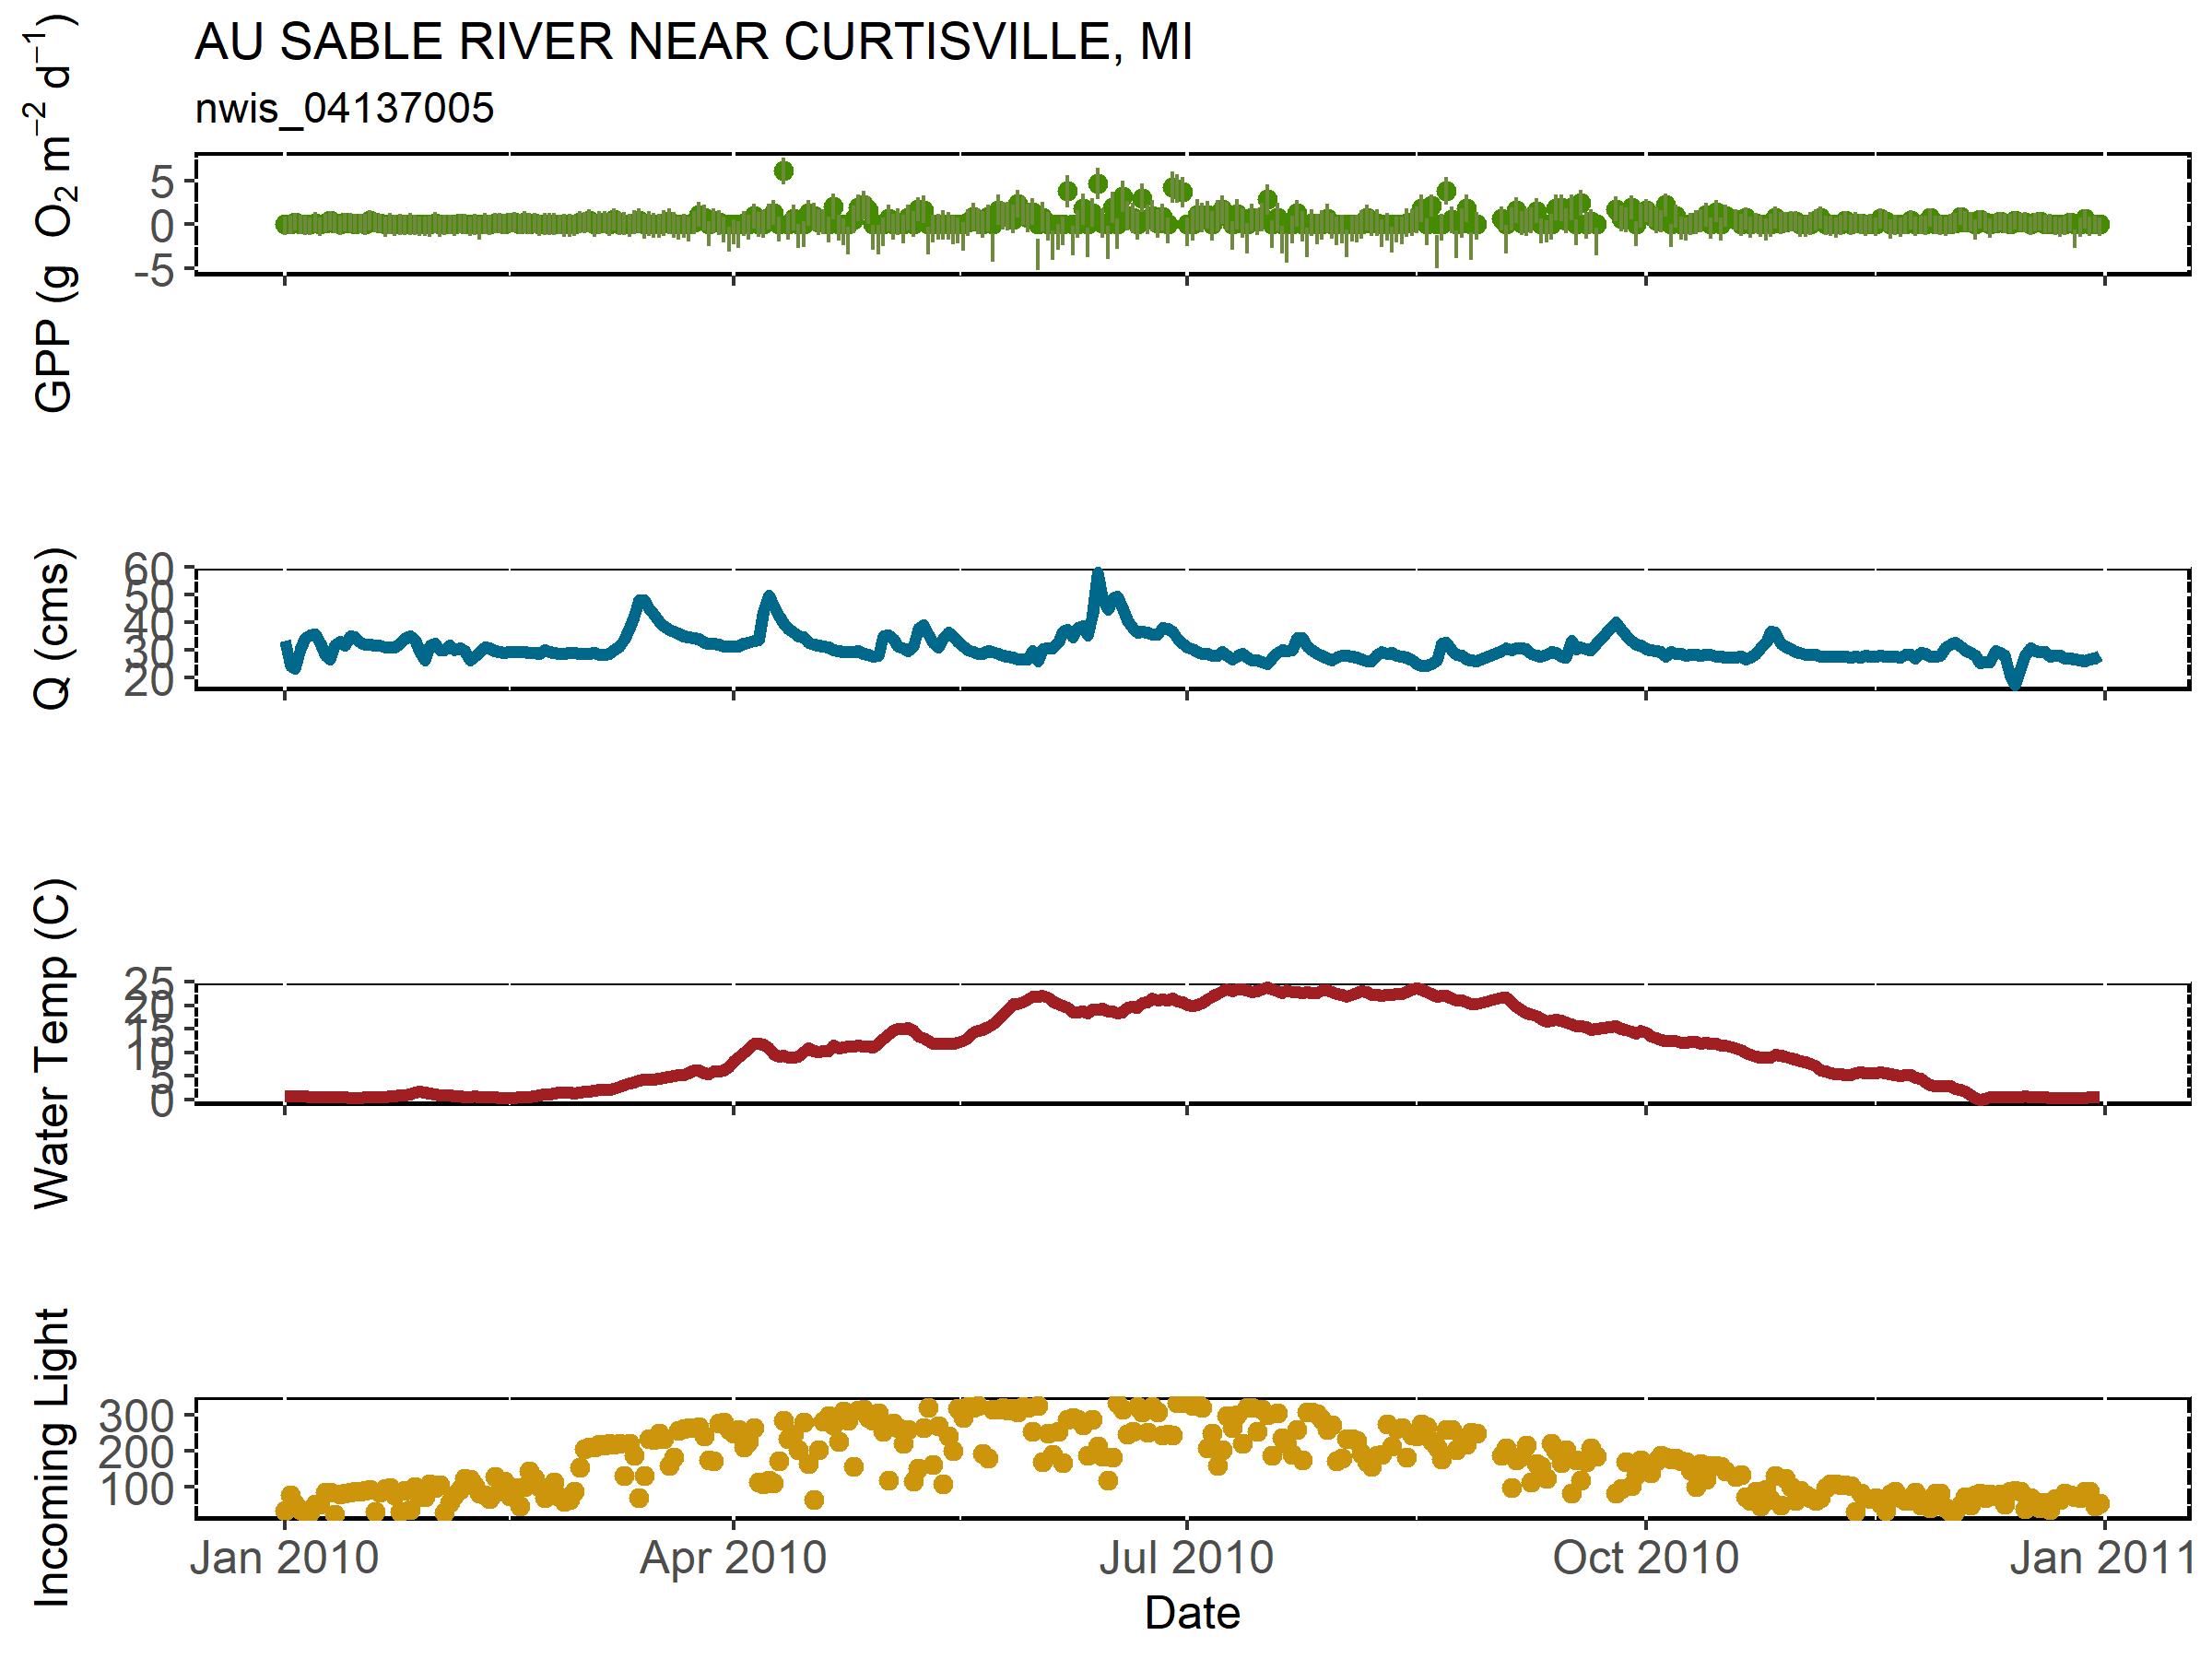 AU SABLE RIVER NEAR CURTISVILLE, MI
nwis_04137005
GPP (g O₂ m⁻² d⁻¹)
5
0
-5
Q (cms)
60
50
40
30
20
Water Temp (C)
25
20
15
10
5
0
Incoming Light
300
200
100
Jan 2010
Apr 2010
Jul 2010
Oct 2010
Jan 2011
Date